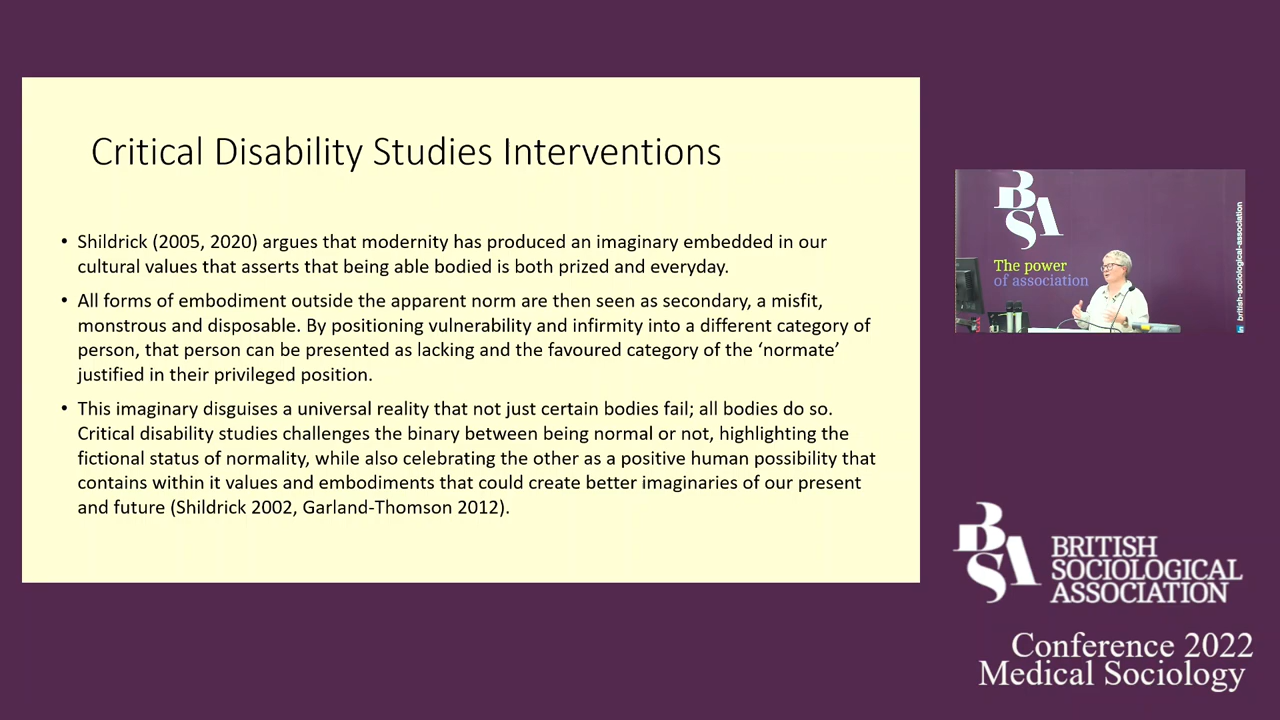 Critical Disability Studies Interventions
• Shildrick (2005, 2020) argues that modernity has produced an imaginary embedded in our
cultural values that asserts that being able bodied is both prized and everyday.
• All forms of embodiment outside the apparent norm are then seen as secondary, a misfit,
monstrous and disposable. By positioning vulnerability and infirmity into a different category of
person, that person can be presented as lacking and the favoured category of the ‘normate’
justified in their privileged position.
• This imaginary disguises a universal reality that not just certain bodies fail; all bodies do so.
Critical disability studies challenges the binary between being normal or not, highlighting the
fictional status of normality, while also celebrating the other as a positive human possibility that
contains within it values and embodiments that could create better imaginaries of our present
and future (Shildrick 2002, Garland-Thomson 2012).
BSA
The power
of association
british-sociological-association
in
BSA
BRITISH
SOCIOLOGICAL
ASSOCIATION
Conference 2022
Medical Sociology